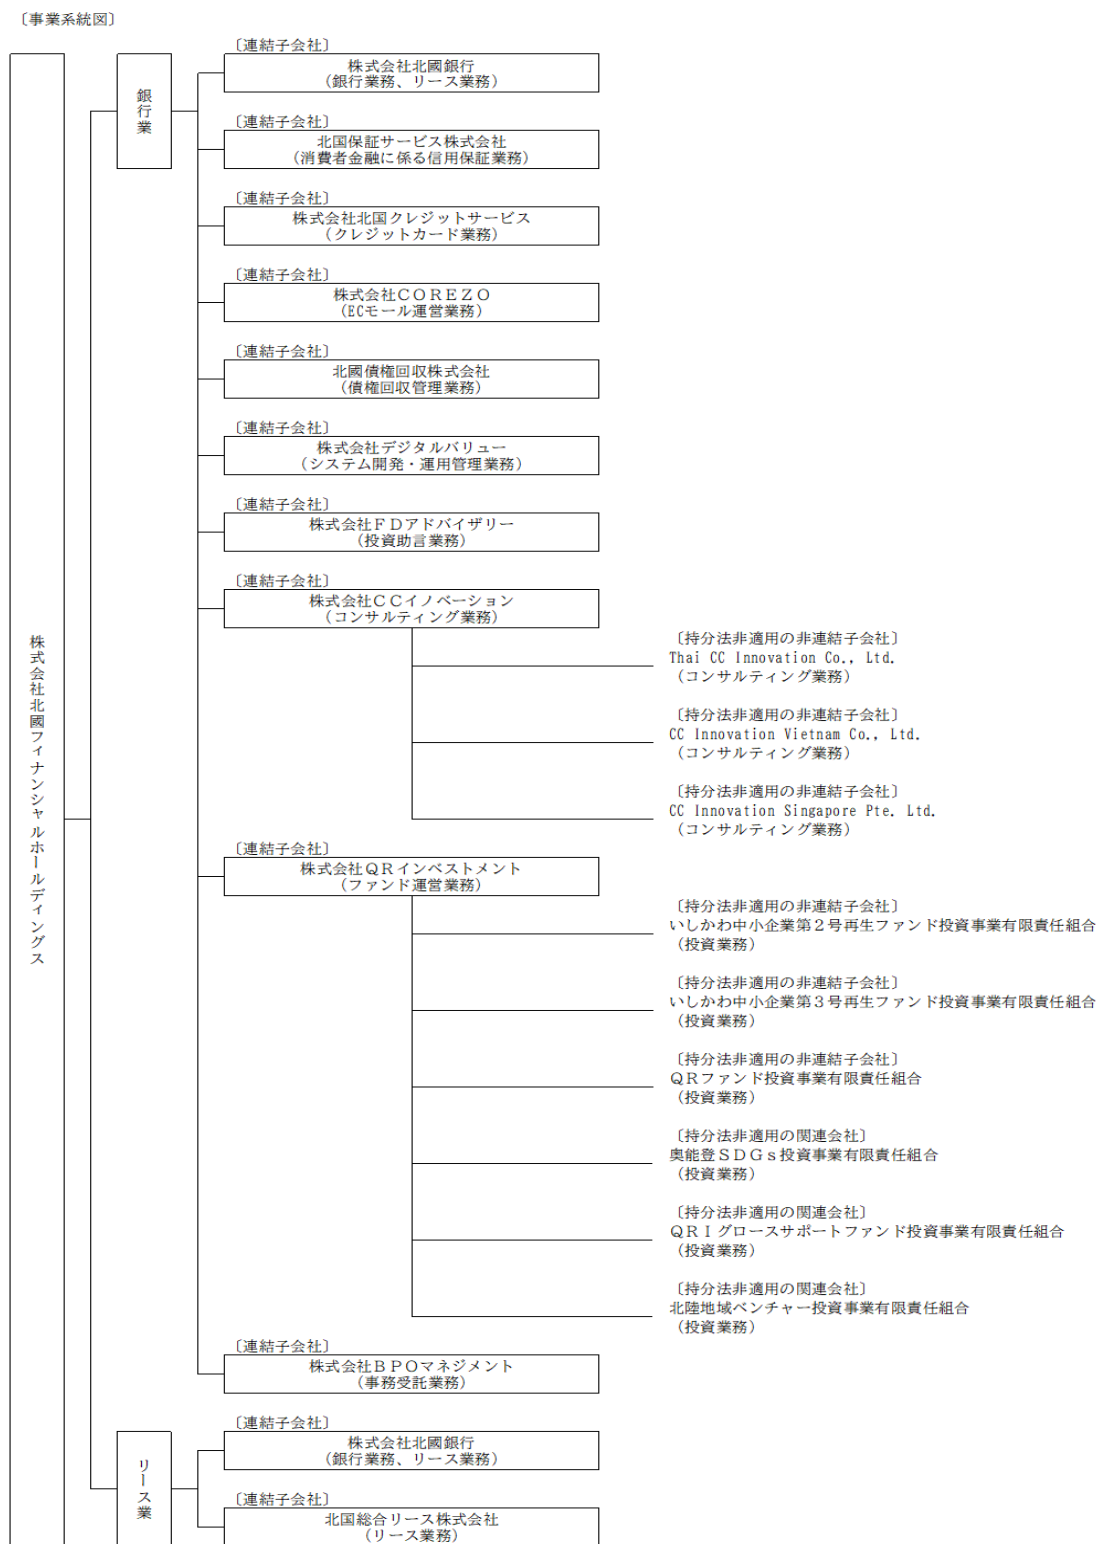 〔事業系統図〕
株式会社北國フィナンシャルホールディングス
銀行業
〔連結子会社〕
株式会社北國銀行
（銀行業務、リース業務）
〔連結子会社〕
北国保証サービス株式会社
（消費者金融に係る信用保証業務）
〔連結子会社〕
株式会社北国クレジットサービス
（クレジットカード業務）
〔連結子会社〕
株式会社ＣＯＲＥＺＯ
（ECモール運営業務）
〔連結子会社〕
北國債権回収株式会社
（債権回収管理業務）
〔連結子会社〕
株式会社デジタルバリュー
（システム開発・運用管理業務）
〔連結子会社〕
株式会社ＦＤアドバイザリー
（投資助言業務）
〔連結子会社〕
株式会社ＣＣイノベーション
（コンサルティング業務）
〔持分法非適用の非連結子会社〕
Thai CC Innovation Co., Ltd.
（コンサルティング業務）
〔持分法非適用の非連結子会社〕
CC Innovation Vietnam Co., Ltd.
（コンサルティング業務）
〔持分法非適用の非連結子会社〕
CC Innovation Singapore Pte. Ltd.
（コンサルティング業務）
〔連結子会社〕
株式会社ＱＲインベストメント
（ファンド運営業務）
〔持分法非適用の非連結子会社〕
いしかわ中小企業第２号再生ファンド投資事業有限責任組合
（投資業務）
〔持分法非適用の非連結子会社〕
いしかわ中小企業第３号再生ファンド投資事業有限責任組合
（投資業務）
〔持分法非適用の非連結子会社〕
ＱＲファンド投資事業有限責任組合
（投資業務）
〔持分法非適用の関連会社〕
奥能登ＳＤＧｓ投資事業有限責任組合
（投資業務）
〔持分法非適用の関連会社〕
ＱＲＩグロースサポートファンド投資事業有限責任組合
（投資業務）
〔持分法非適用の関連会社〕
北陸地域ベンチャー投資事業有限責任組合
（投資業務）
〔連結子会社〕
株式会社ＢＰＯマネジメント
（事務受託業務）
リース業
〔連結子会社〕
株式会社北國銀行
（銀行業務、リース業務）
〔連結子会社〕
北国総合リース株式会社
（リース業務）